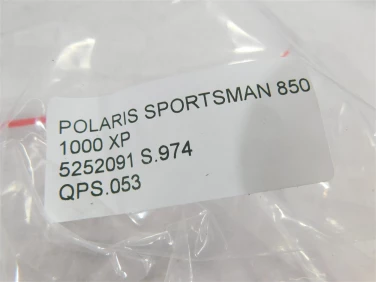 POLARIS SPORTSMAN 850
1000 XP
5252091 S.974
QPS.053